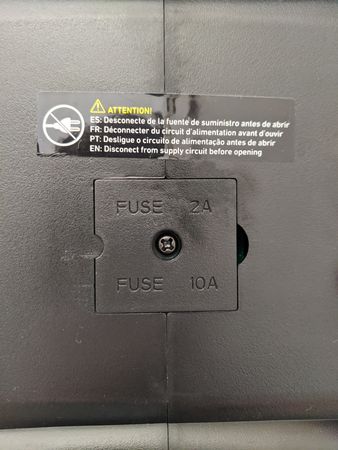 ATTENTION!
ES: Desconecte de la fuente de suministro antes de abrir
FR: Déconnecter du circuit d'alimentation avant d'ouvir
PT: Desligue o circuito de alimentação antes de abrir
EN: Disconect from supply circuit before opening
FUSE 2A
FUSE 10A